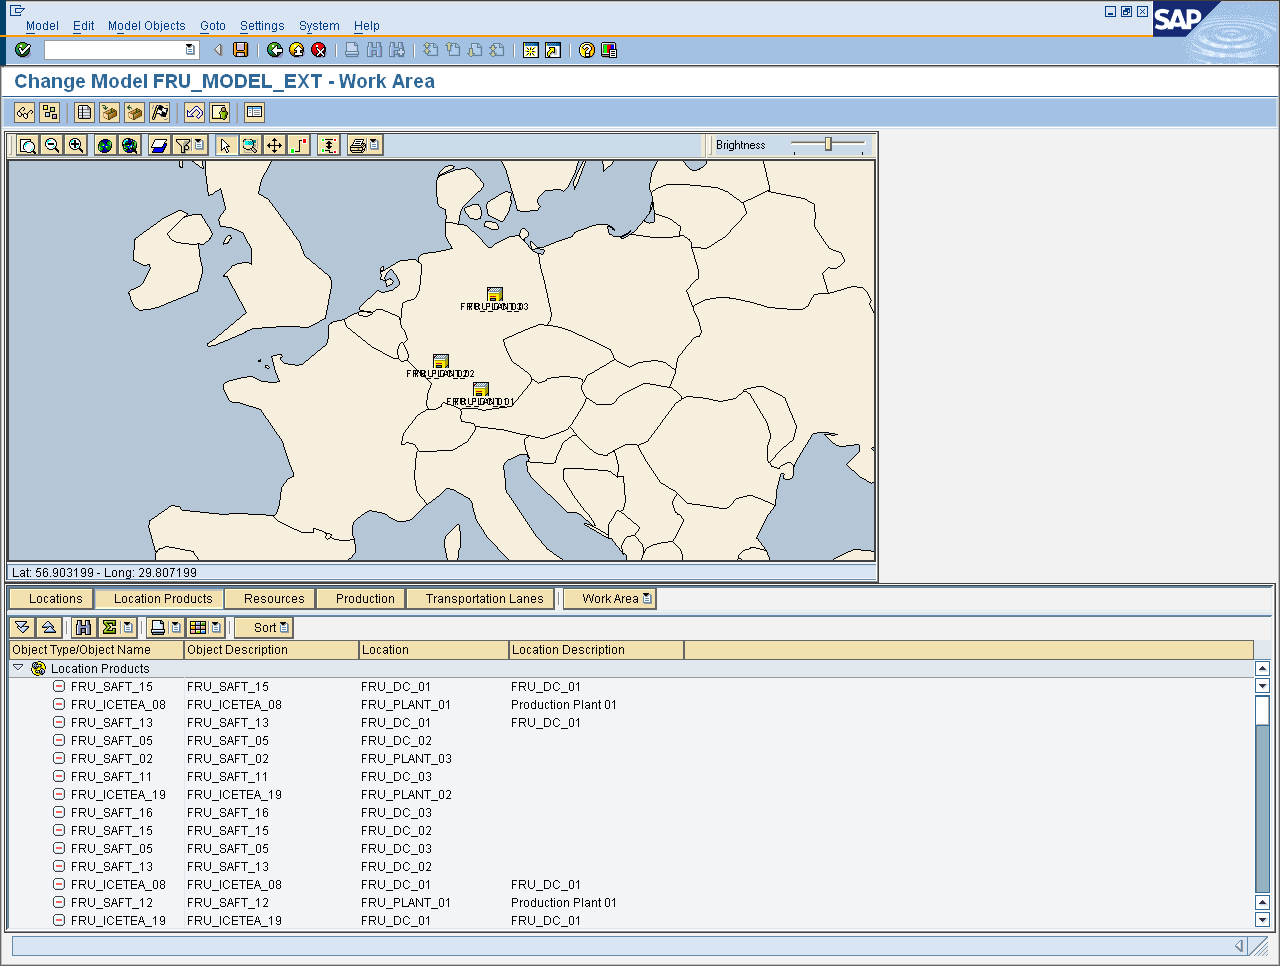 Model Edit Model Objects Goto Settings System Help
SAP
Change Model FRU_MODEL_EXT - Work Area
Brightness
Lat: 56.903199 - Long: 29.807199
Locations Location Products Resources Production Transportation Lanes Work Area
Sort
Object Type/Object Name Object Description Location Location Description
Location Products
FRU_SAFT_15 FRU_SAFT_15 FRU_DC_01 FRU_DC_01
FRU_ICETEA_08 FRU_ICETEA_08 FRU_PLANT_01 Production Plant 01
FRU_SAFT_13 FRU_SAFT_13 FRU_DC_01 FRU_DC_01
FRU_SAFT_05 FRU_SAFT_05 FRU_DC_02
FRU_SAFT_02 FRU_SAFT_02 FRU_PLANT_03
FRU_SAFT_11 FRU_SAFT_11 FRU_DC_03
FRU_ICETEA_19 FRU_ICETEA_19 FRU_PLANT_02
FRU_SAFT_16 FRU_SAFT_16 FRU_DC_03
FRU_SAFT_15 FRU_SAFT_15 FRU_DC_02
FRU_SAFT_05 FRU_SAFT_05 FRU_DC_03
FRU_SAFT_13 FRU_SAFT_13 FRU_DC_02
FRU_ICETEA_08 FRU_ICETEA_08 FRU_DC_01 FRU_DC_01
FRU_SAFT_12 FRU_SAFT_12 FRU_PLANT_01 Production Plant 01
FRU_ICETEA_19 FRU_ICETEA_19 FRU_DC_01 FRU_DC_01